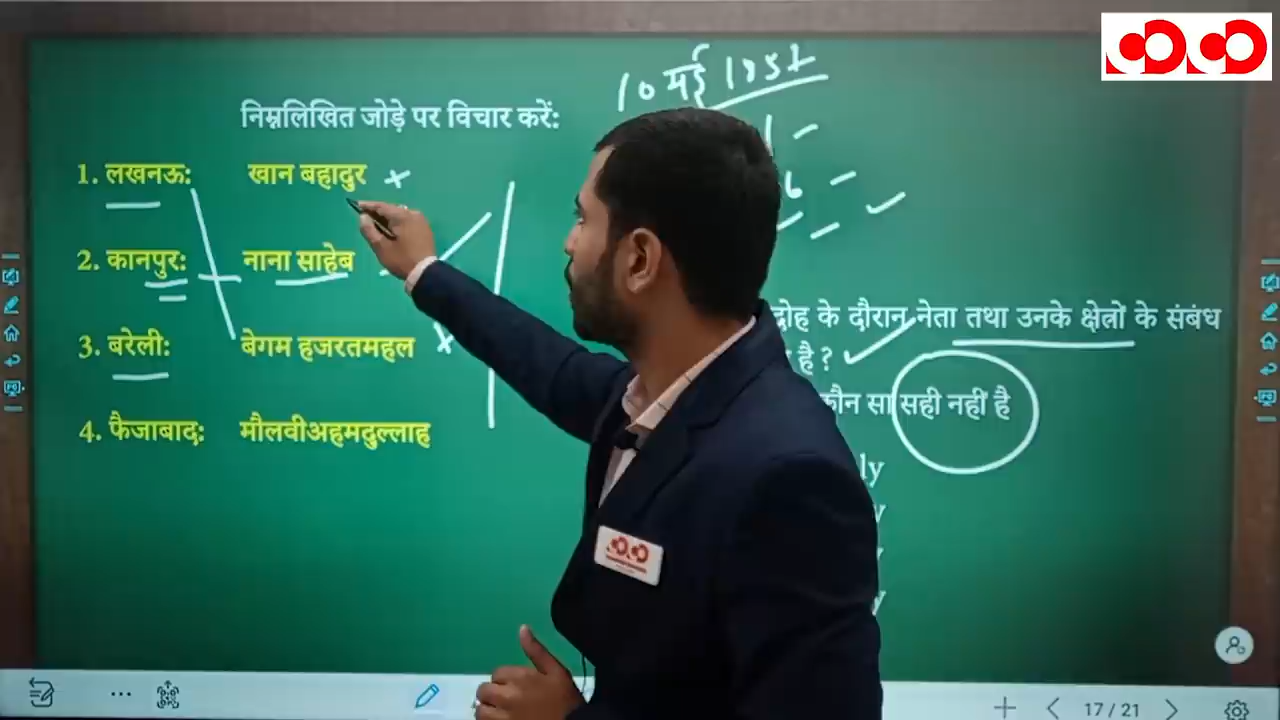 10 मई 1857
निम्नलिखित जोड़े पर विचार करें:
1. लखनऊ: खान बहादुर
2. कानपुर: नाना साहेब
3. बरेली: बेगम हजरतमहल
4. फैजाबाद: मौलवीअहमदुल्लाह
के दौरान नेता तथा उनके क्षेत्रों के संबंध
है ?
कौन सा सही नहीं है
17 / 21